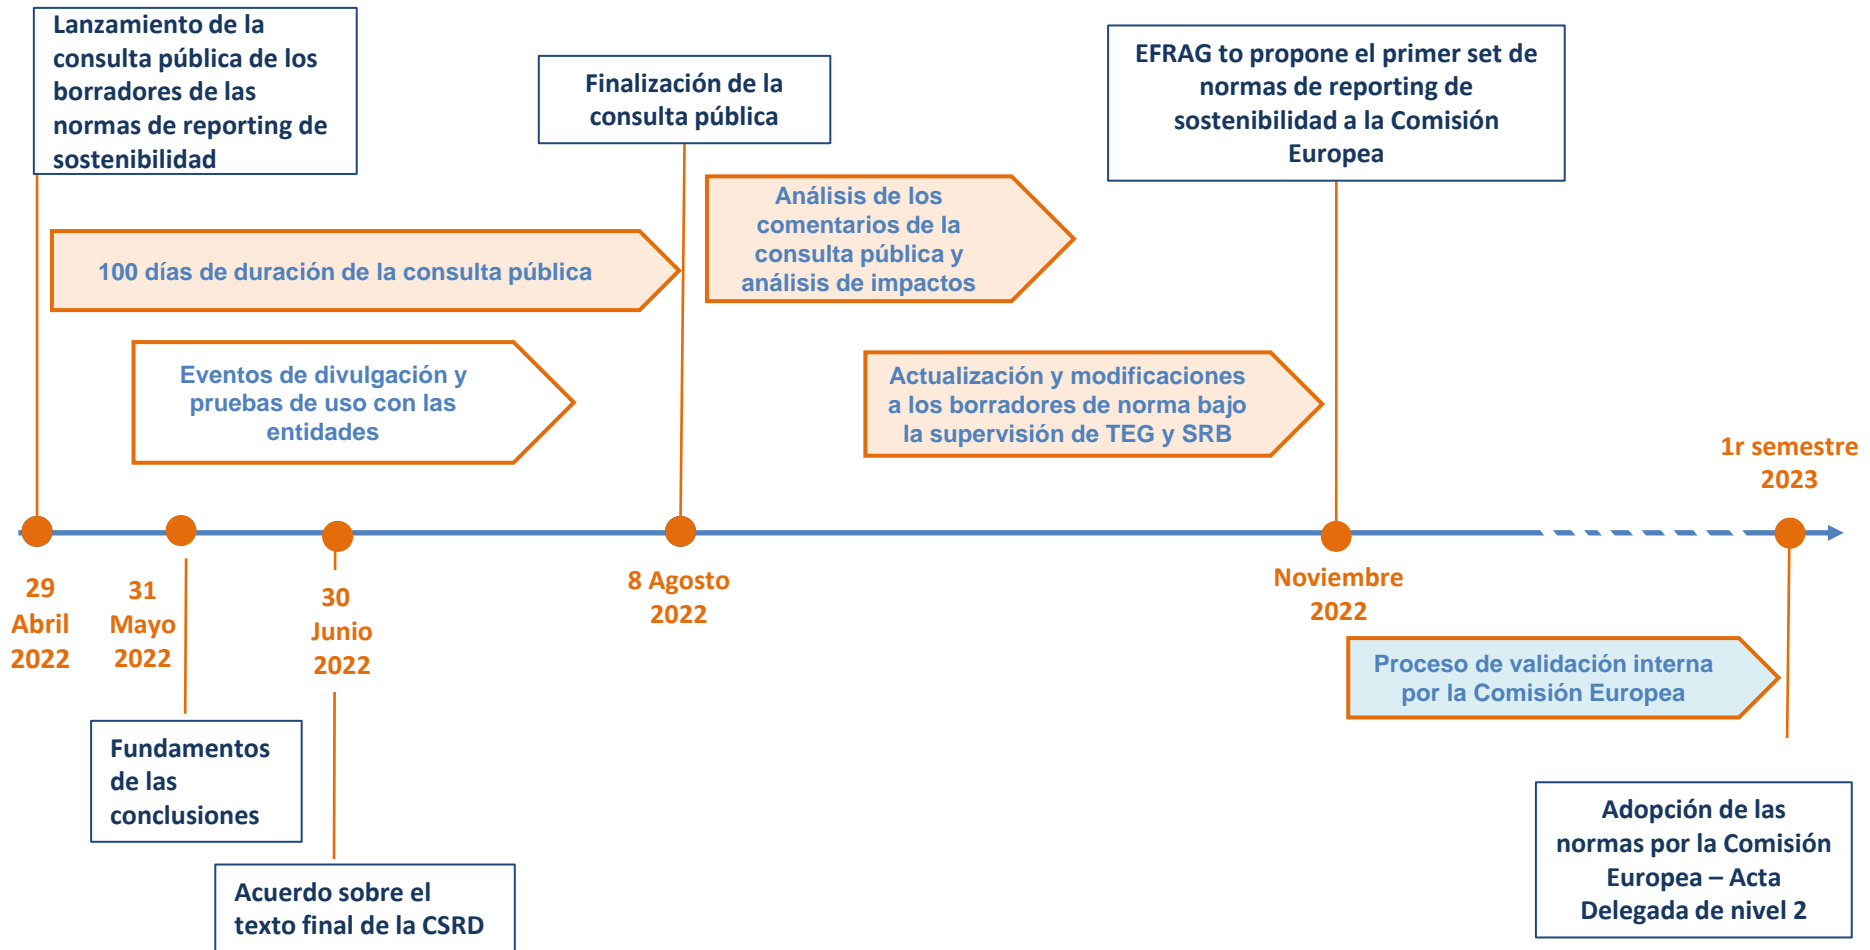 Lanzamiento de la
consulta pública de los
borradores de las
normas de reporting de
sostenibilidad
Finalización de la
consulta pública
EFRAG to propone el primer set de
normas de reporting de
sostenibilidad a la Comisión
Europea
100 días de duración de la consulta pública
Análisis de los
comentarios de la
consulta pública y
análisis de impactos
Eventos de divulgación y
pruebas de uso con las
entidades
Actualización y modificaciones
a los borradores de norma bajo
la supervisión de TEG y SRB
1r semestre
2023
29
Abril
2022
31
Mayo
2022
30
Junio
2022
8 Agosto
2022
Noviembre
2022
Proceso de validación interna
por la Comisión Europea
Fundamentos
de las
conclusiones
Acuerdo sobre el
texto final de la CSRD
Adopción de las
normas por la Comisión
Europea – Acta
Delegada de nivel 2